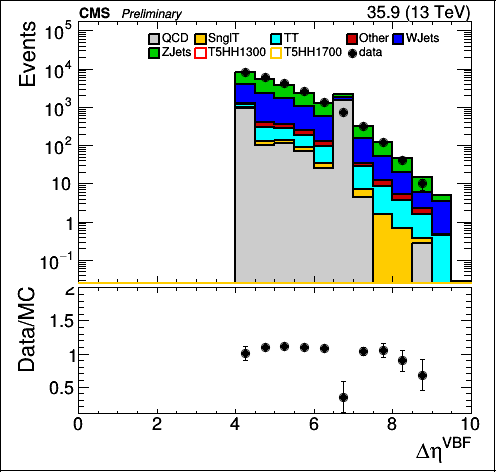 CMS Preliminary 35.9 (13 TeV)
QCD SnglT TT Other WJets
ZJets T5HH1300 T5HH1700 data
Events
10⁵
10⁴
10³
10²
10
1
10⁻¹
Data/MC
2
1.5
1
0.5
0 2 4 6 8 10
Δη^VBF